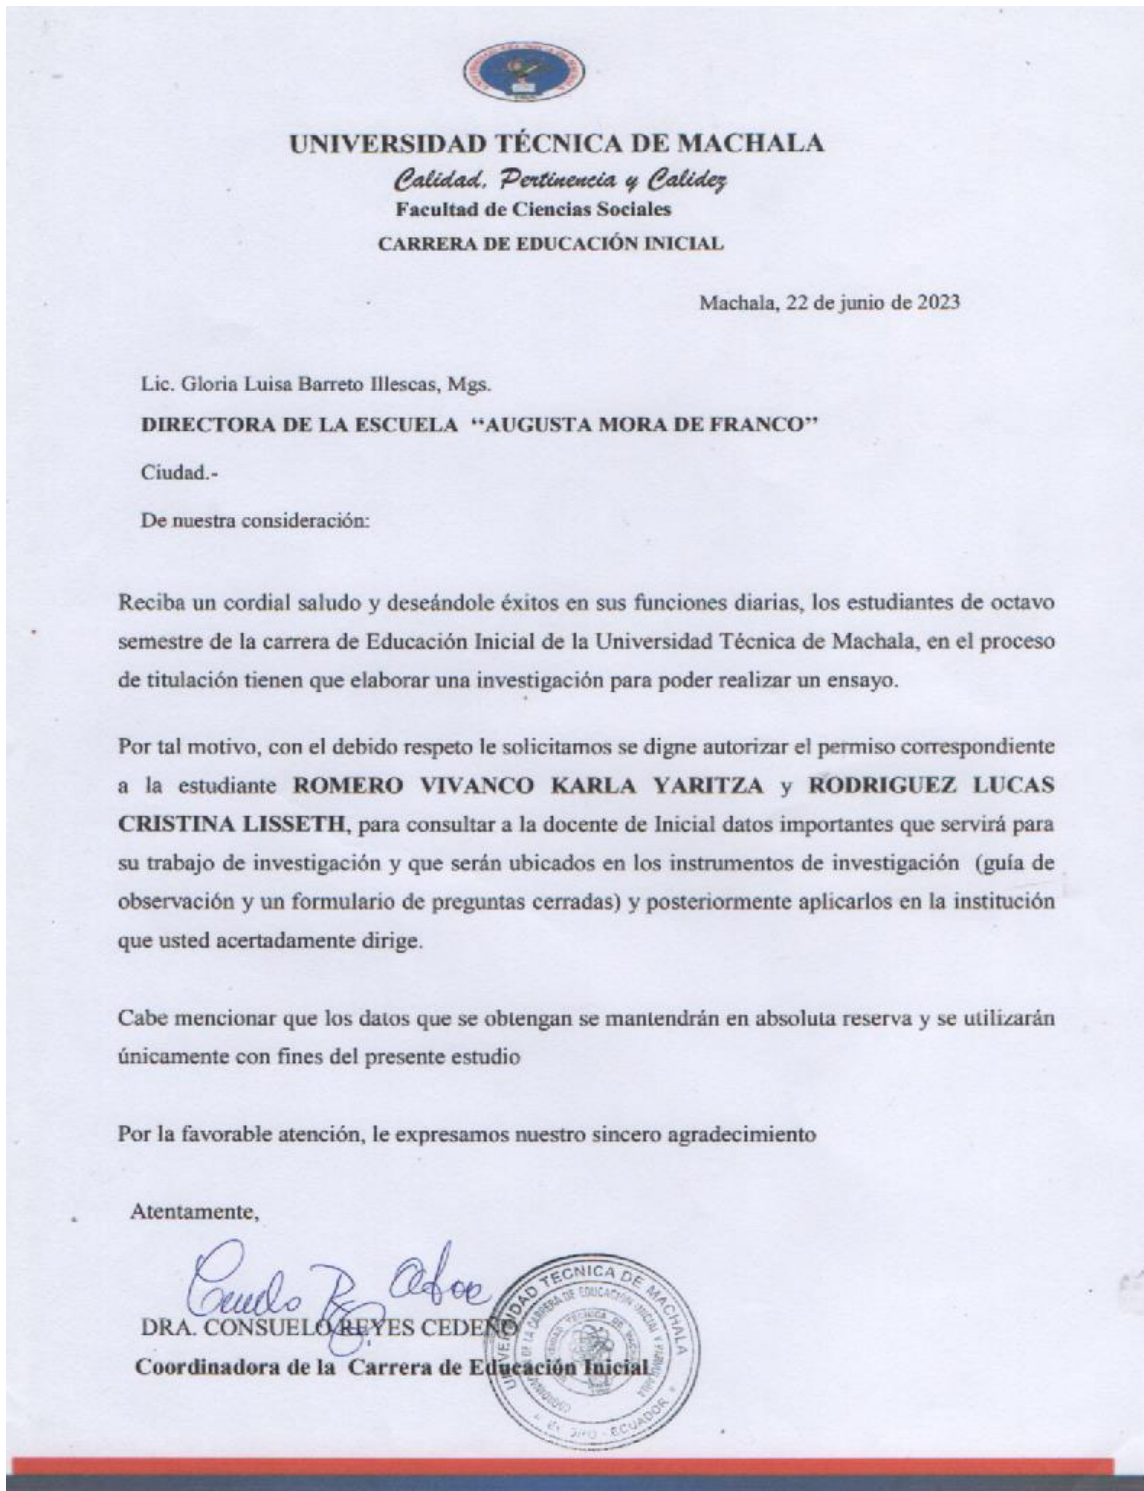 UNIVERSIDAD TÉCNICA DE MACHALA
Calidad, Pertinencia y Calidez
Facultad de Ciencias Sociales
CARRERA DE EDUCACIÓN INICIAL
Machala, 22 de junio de 2023
Lic. Gloria Luisa Barreto Illescas, Mgs.
DIRECTORA DE LA ESCUELA “AUGUSTA MORA DE FRANCO”
Ciudad.-
De nuestra consideración:
Reciba un cordial saludo y deseándole éxitos en sus funciones diarias, los estudiantes de octavo
semestre de la carrera de Educación Inicial de la Universidad Técnica de Machala, en el proceso
de titulación tienen que elaborar una investigación para poder realizar un ensayo.
Por tal motivo, con el debido respeto le solicitamos se digne autorizar el permiso correspondiente
a la estudiante ROMERO VIVANCO KARLA YARITZA y RODRIGUEZ LUCAS
CRISTINA LISSETH, para consultar a la docente de Inicial datos importantes que servirá para
su trabajo de investigación y que serán ubicados en los instrumentos de investigación (guía de
observación y un formulario de preguntas cerradas) y posteriormente aplicarlos en la institución
que usted acertadamente dirige.
Cabe mencionar que los datos que se obtengan se mantendrán en absoluta reserva y se utilizarán
únicamente con fines del presente estudio
Por la favorable atención, le expresamos nuestro sincero agradecimiento
Atentamente,
DRA. CONSUELO REYES CEDEÑO
Coordinadora de la Carrera de Educación Inicial
UNIVERSIDAD TECNICA DE MACHALA
EL ORO - ECUADOR